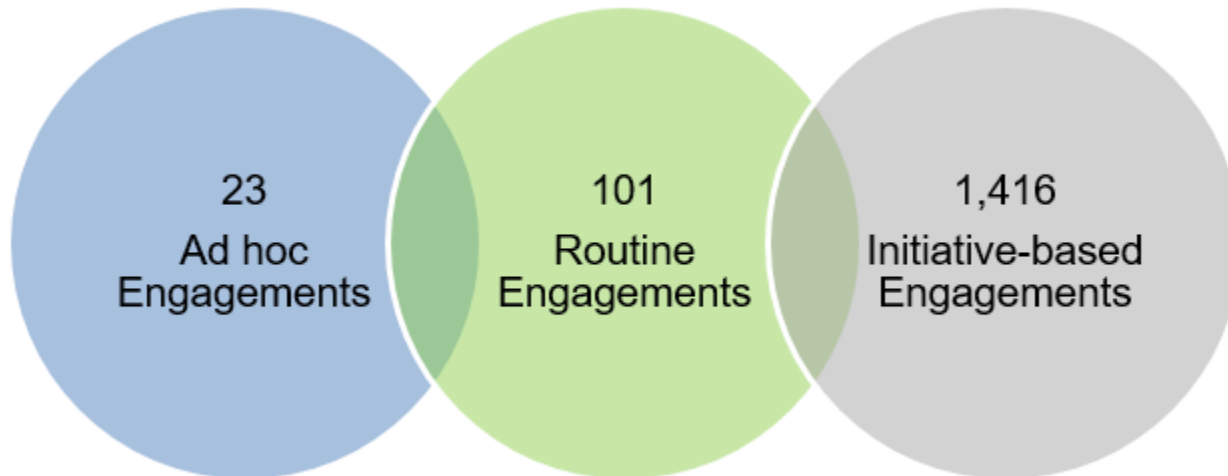 23
Ad hoc
Engagements
101
Routine
Engagements
1,416
Initiative-based
Engagements